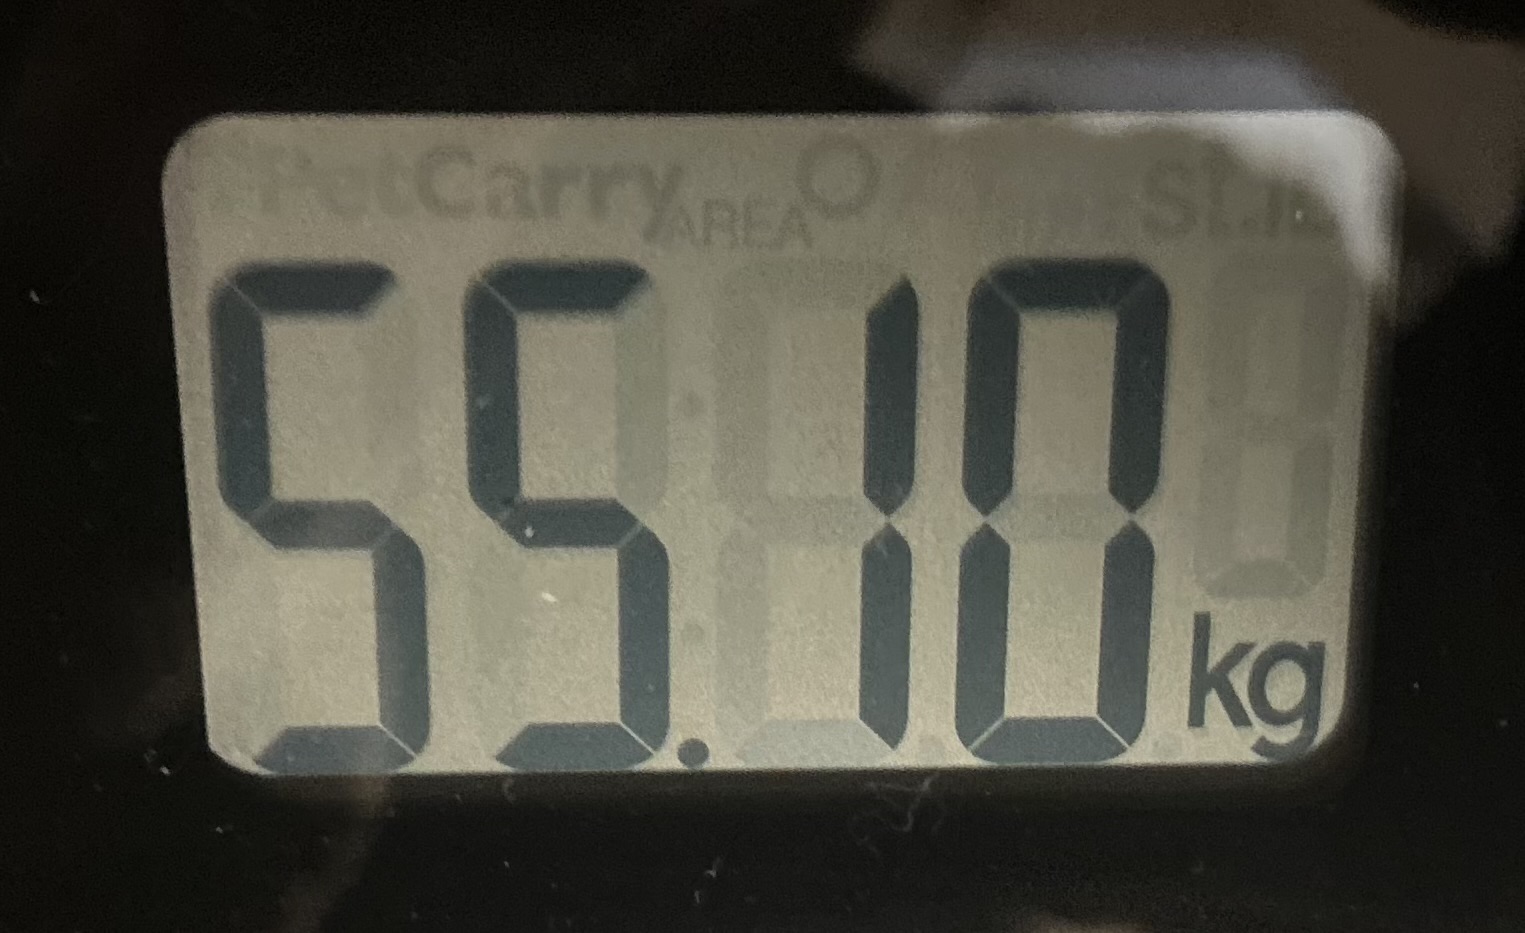 PetCarry AREA St.lb
55.10 kg